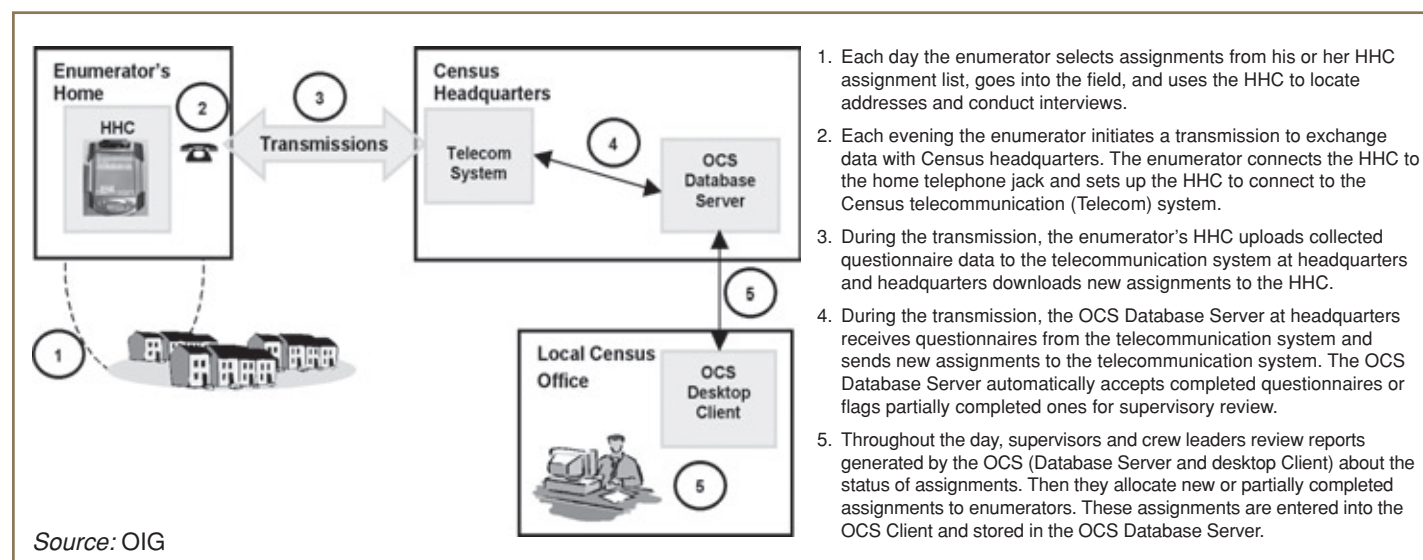 Enumerator's
Home
HHC
2
3
Transmissions
Census
Headquarters
Telecom
System
4
OCS
Database
Server
5
1
Local Census
Office
OCS
Desktop
Client
5
Source: OIG
1. Each day the enumerator selects assignments from his or her HHC
assignment list, goes into the field, and uses the HHC to locate
addresses and conduct interviews.
2. Each evening the enumerator initiates a transmission to exchange
data with Census headquarters. The enumerator connects the HHC to
the home telephone jack and sets up the HHC to connect to the
Census telecommunication (Telecom) system.
3. During the transmission, the enumerator's HHC uploads collected
questionnaire data to the telecommunication system at headquarters
and headquarters downloads new assignments to the HHC.
4. During the transmission, the OCS Database Server at headquarters
receives questionnaires from the telecommunication system and
sends new assignments to the telecommunication system. The OCS
Database Server automatically accepts completed questionnaires or
flags partially completed ones for supervisory review.
5. Throughout the day, supervisors and crew leaders review reports
generated by the OCS (Database Server and desktop Client) about the
status of assignments. Then they allocate new or partially completed
assignments to enumerators. These assignments are entered into the
OCS Client and stored in the OCS Database Server.